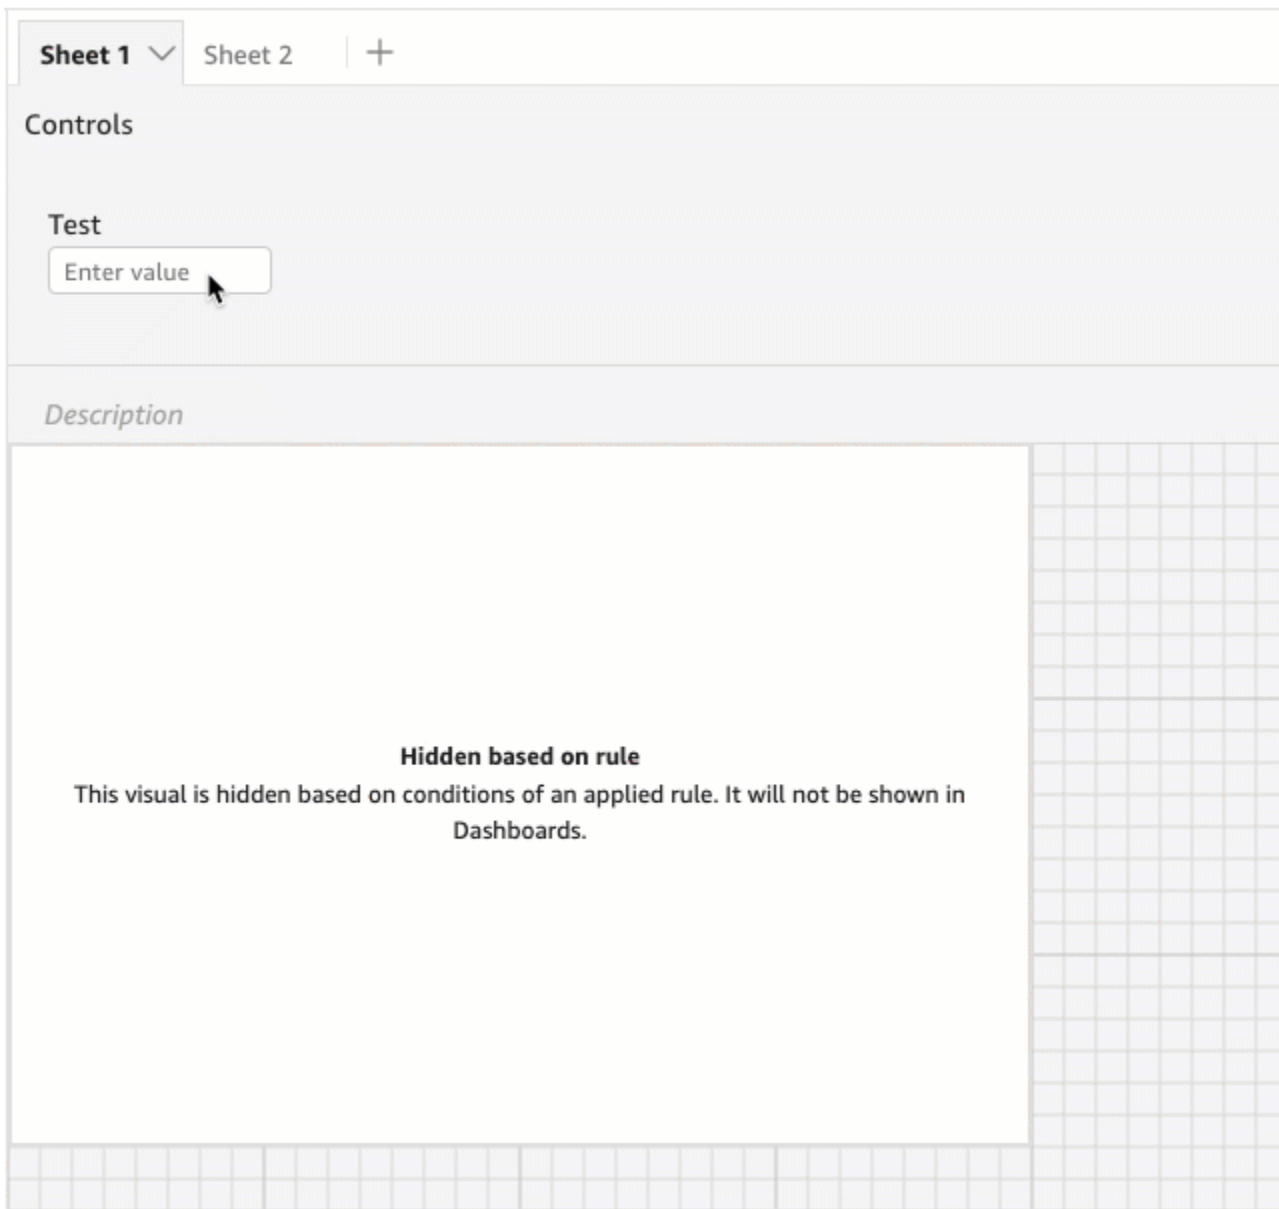 Sheet 1 Sheet 2
Controls
Test
Enter value
Description
Hidden based on rule
This visual is hidden based on conditions of an applied rule. It will not be shown in
Dashboards.